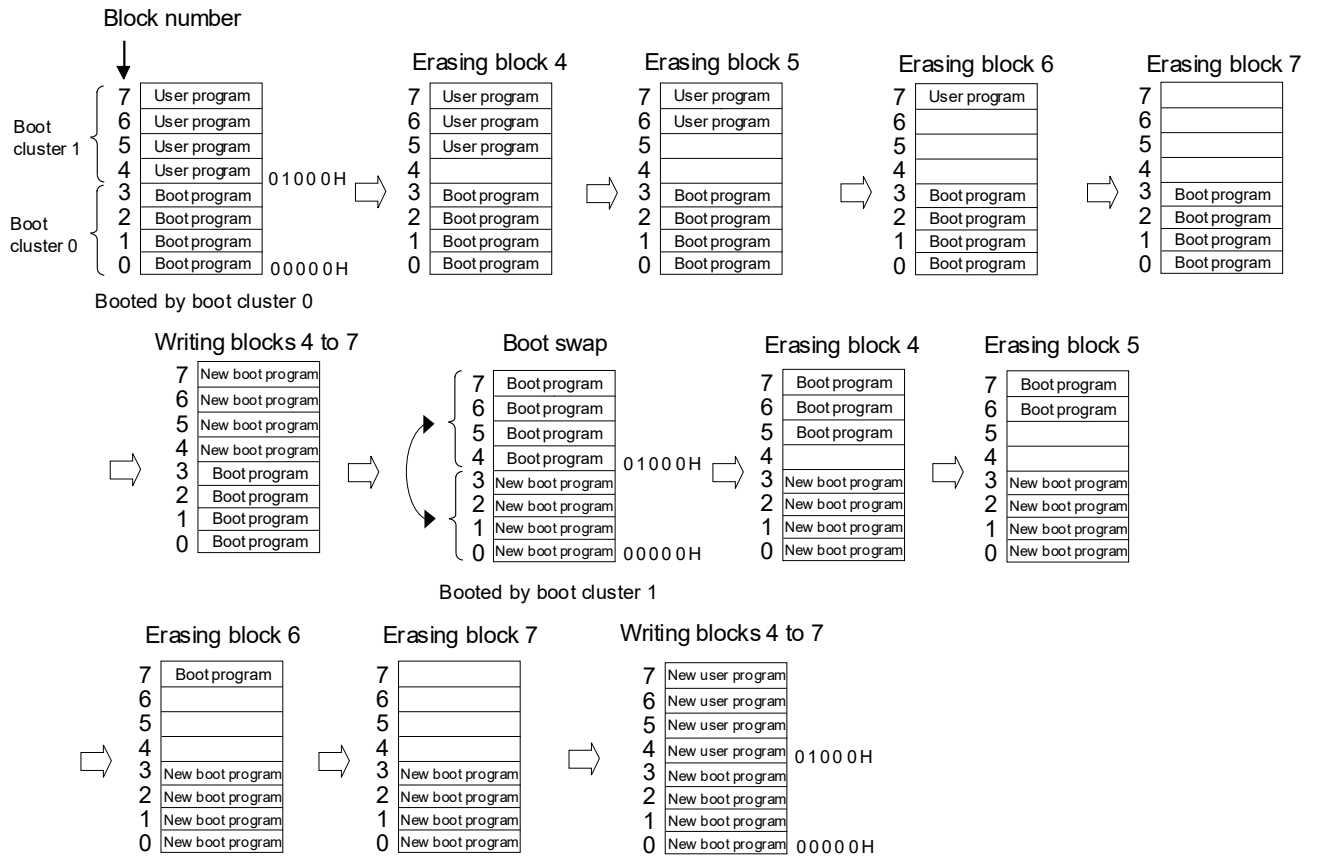 Block number
Erasing block 4
Erasing block 5
Erasing block 6
Erasing block 7
Boot
cluster 1
Boot
cluster 0
7 User program
6 User program
5 User program
4 User program
01000H
3 Boot program
2 Boot program
1 Boot program
0 Boot program
00000H
Booted by boot cluster 0
7 User program
6 User program
5 User program
4
3 Boot program
2 Boot program
1 Boot program
0 Boot program
7 User program
6 User program
5
4
3 Boot program
2 Boot program
1 Boot program
0 Boot program
7 User program
6
5
4
3 Boot program
2 Boot program
1 Boot program
0 Boot program
7
6
5
4
3 Boot program
2 Boot program
1 Boot program
0 Boot program
Writing blocks 4 to 7
7 New boot program
6 New boot program
5 New boot program
4 New boot program
3 Boot program
2 Boot program
1 Boot program
0 Boot program
Boot swap
7 Boot program
6 Boot program
5 Boot program
4 Boot program
01000H
3 New boot program
2 New boot program
1 New boot program
0 New boot program
00000H
Booted by boot cluster 1
Erasing block 4
7 Boot program
6 Boot program
5 Boot program
4
3 New boot program
2 New boot program
1 New boot program
0 New boot program
Erasing block 5
7 Boot program
6 Boot program
5
4
3 New boot program
2 New boot program
1 New boot program
0 New boot program
Erasing block 6
7 Boot program
6
5
4
3 New boot program
2 New boot program
1 New boot program
0 New boot program
Erasing block 7
7
6
5
4
3 New boot program
2 New boot program
1 New boot program
0 New boot program
Writing blocks 4 to 7
7 New user program
6 New user program
5 New user program
4 New user program
01000H
3 New boot program
2 New boot program
1 New boot program
0 New boot program
00000H